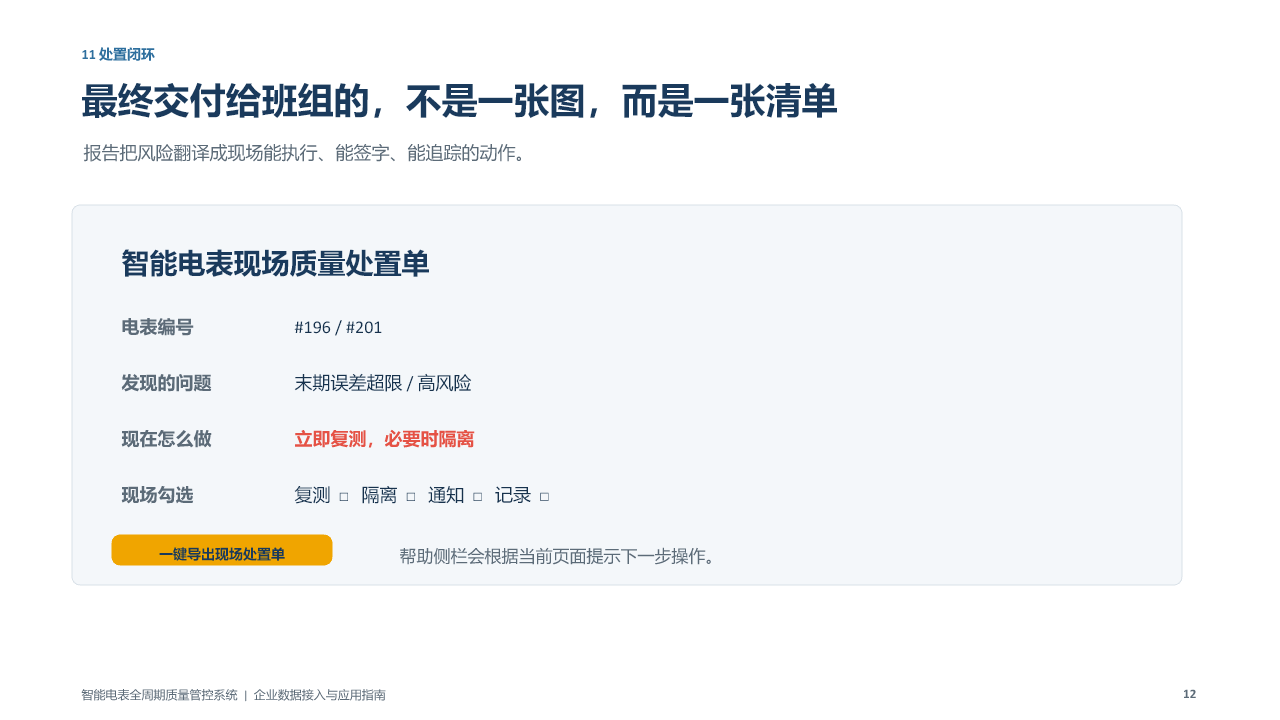 11 处置闭环
最终交付给班组的，不是一张图，而是一张清单
报告把风险翻译成现场能执行、能签字、能追踪的动作。
智能电表现场质量处置单
电表编号 #196 / #201
发现的问题 末期误差超限 / 高风险
现在怎么做 立即复测，必要时隔离
现场勾选 复测 □ 隔离 □ 通知 □ 记录 □
一键导出现场处置单 帮助侧栏会根据当前页面提示下一步操作。
智能电表全周期质量管控系统 | 企业数据接入与应用指南 12